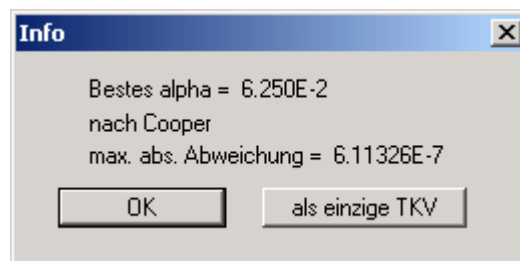 Info
Bestes alpha = 6.250E-2
nach Cooper
max. abs. Abweichung = 6.11326E-7
OK als einzige TKV